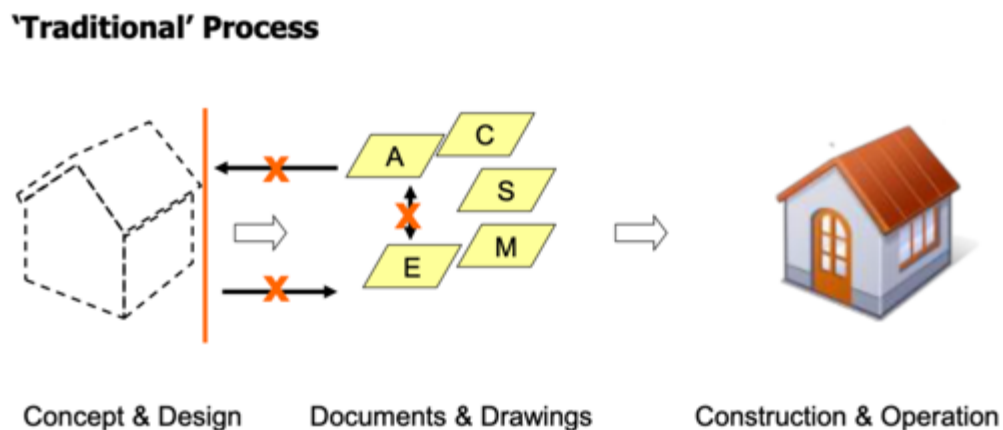 'Traditional' Process
C
A
X
S
X
M
E
X
Concept & Design
Documents & Drawings
Construction & Operation